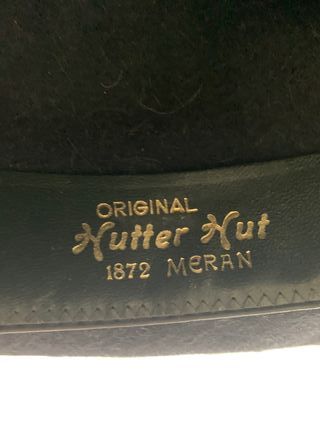 ORIGINAL
Hutter Hut
1872 MERAN